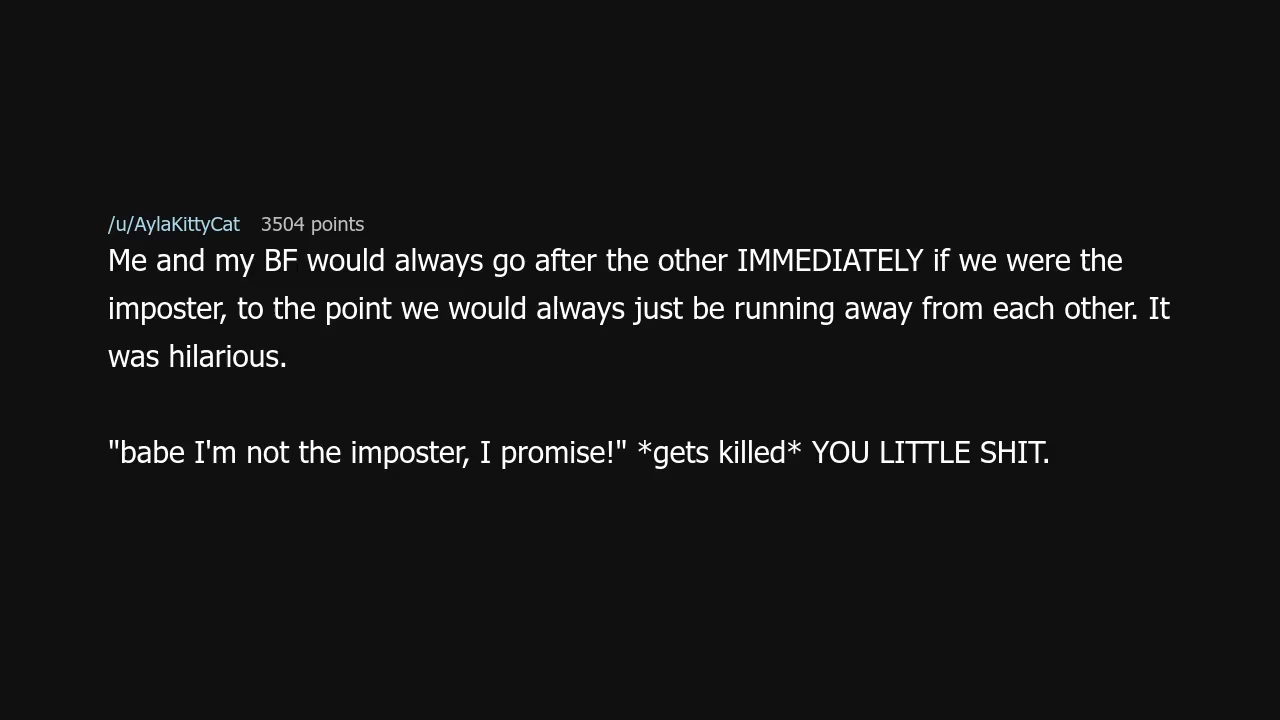 /u/AylaKittyCat 3504 points
Me and my BF would always go after the other IMMEDIATELY if we were the
imposter, to the point we would always just be running away from each other. It
was hilarious.
"babe I'm not the imposter, I promise!" *gets killed* YOU LITTLE SHIT.